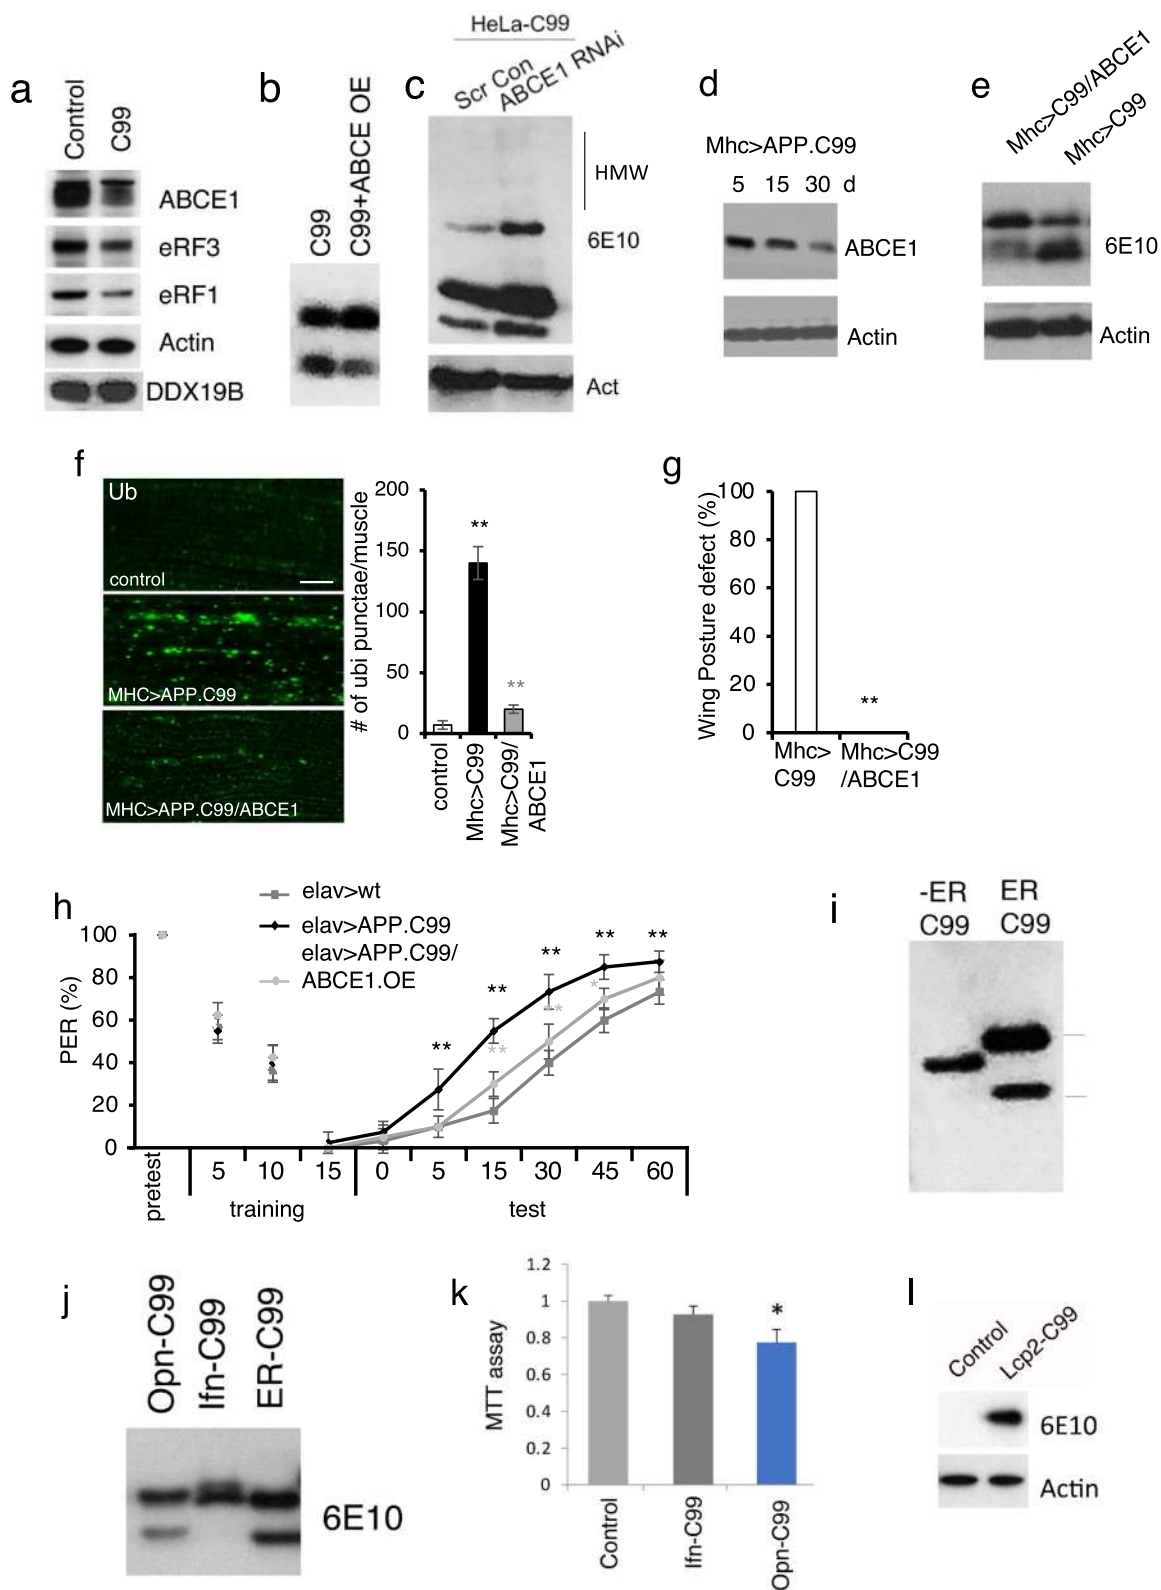 a
Control
C99
ABCE1
eRF3
eRF1
Actin
DDX19B
b
C99
C99+ABCE OE
c
HeLa-C99
Scr Con
ABCE1 RNAi
HMW
6E10
Act
d
Mhc>APP.C99
5 15 30 d
ABCE1
Actin
e
Mhc>C99/ABCE1
Mhc>C99
6E10
Actin
f
Ub
control
MHC>APP.C99
MHC>APP.C99/ABCE1
# of ubi punctae/muscle
200
150
100
50
0
**
**
control
Mhc>C99
Mhc>C99/
ABCE1
g
Wing Posture defect (%)
100
80
60
40
20
0
**
Mhc>
C99
Mhc>C99
/ABCE1
h
elav>wt
elav>APP.C99
elav>APP.C99/
ABCE1.OE
PER (%)
100
80
60
40
20
0
**
**
**
**
**
**
**
*
pretest
5 10 15 0 5 15 30 45 60
training
test
i
-ER
C99
ER
C99
j
Opn-C99
Ifn-C99
ER-C99
6E10
k
MTT assay
1.2
1
0.8
0.6
0.4
0.2
0
*
Control
Ifn-C99
Opn-C99
l
Control
Lcp2-C99
6E10
Actin